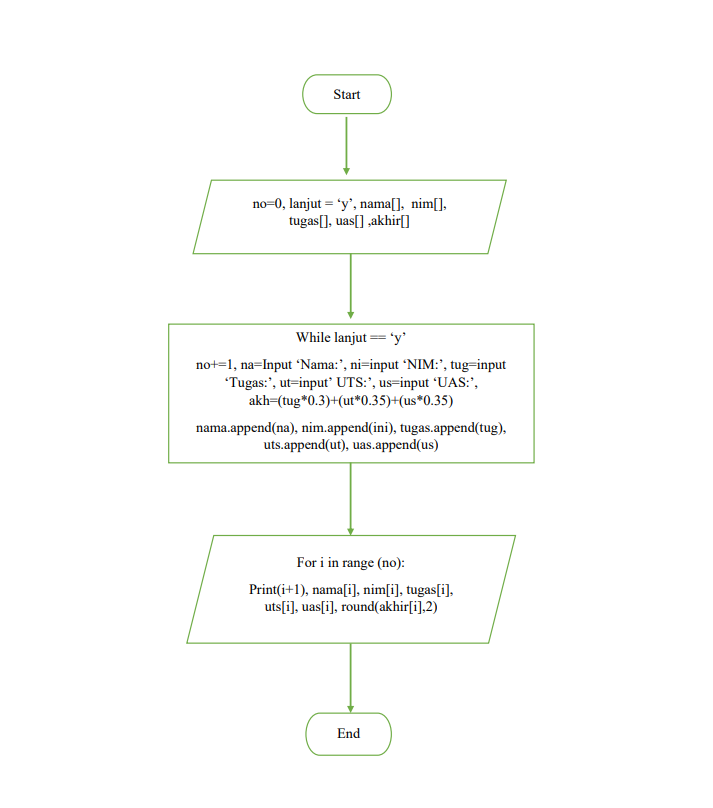 Start
no=0, lanjut = ‘y’, nama[], nim[],
tugas[], uas[] ,akhir[]
While lanjut == ‘y’
no+=1, na=Input ‘Nama:’, ni=input ‘NIM:’, tug=input
‘Tugas:’, ut=input’ UTS:’, us=input ‘UAS:’,
akh=(tug*0.3)+(ut*0.35)+(us*0.35)
nama.append(na), nim.append(ini), tugas.append(tug),
uts.append(ut), uas.append(us)
For i in range (no):
Print(i+1), nama[i], nim[i], tugas[i],
uts[i], uas[i], round(akhir[i],2)
End